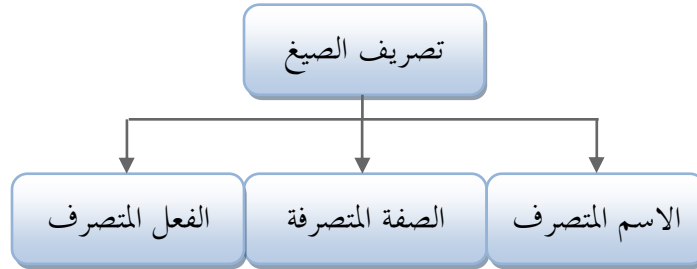 تصريف الصيغ
الاسم المتصرف
الصفة المتصرفة
الفعل المتصرف